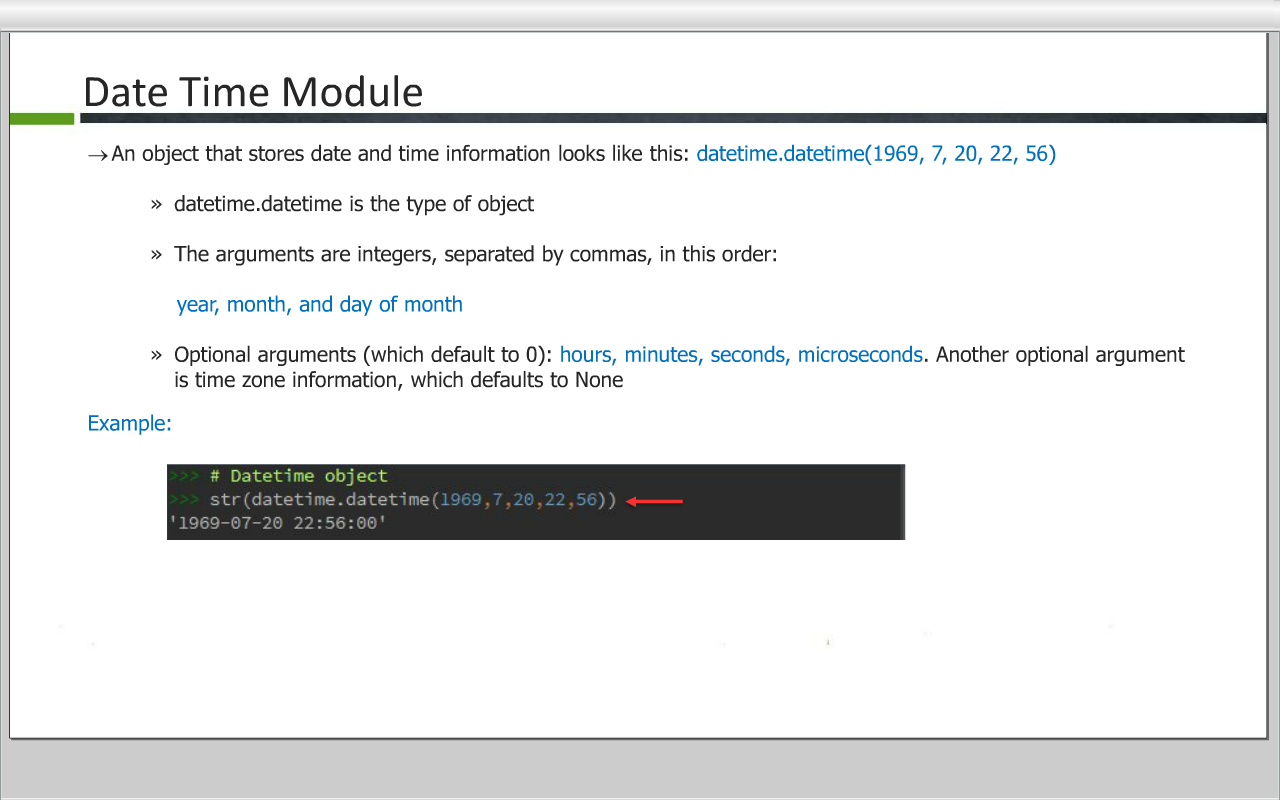 Date Time Module
→An object that stores date and time information looks like this: datetime.datetime(1969, 7, 20, 22, 56)
» datetime.datetime is the type of object
» The arguments are integers, separated by commas, in this order:
year, month, and day of month
» Optional arguments (which default to 0): hours, minutes, seconds, microseconds. Another optional argument
is time zone information, which defaults to None
Example:
>>> # Datetime object
>>> str(datetime.datetime(1969,7,20,22,56))
'1969-07-20 22:56:00'